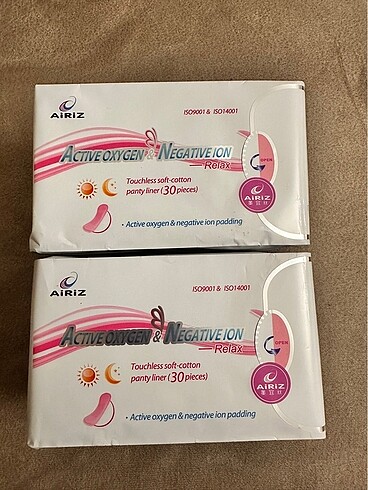 AiRiZ
ISO9001 & ISO14001
ACTIVE OXYGEN & NEGATIVE ION
Relax
Touchless soft-cotton
panty liner (30 pieces)
OPEN
AiRiZ
• Active oxygen & negative ion padding
AiRiZ
ISO9001 & ISO14001
ACTIVE OXYGEN & NEGATIVE ION
Relax
OPEN
Touchless soft-cotton
panty liner (30 pieces)
AiRiZ
• Active oxygen & negative ion padding